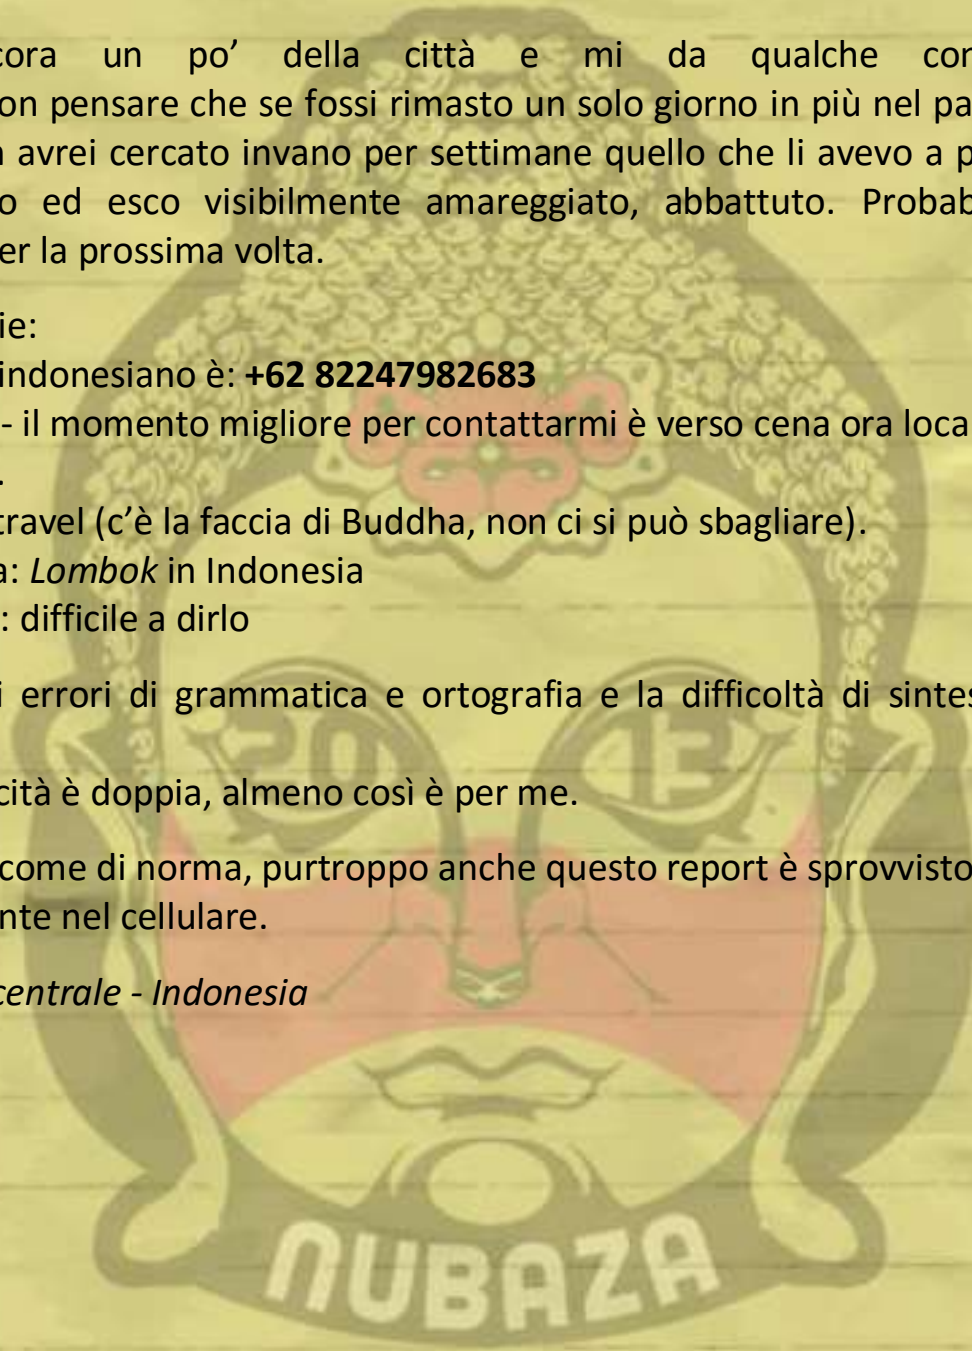 cora un po’ della città e mi da qualche con
on pensare che se fossi rimasto un solo giorno in più nel pa
avrei cercato invano per settimane quello che li avevo a p
o ed esco visibilmente amareggiato, abbattuto. Probab
er la prossima volta.
ie:
indonesiano è: +62 82247982683
- il momento migliore per contattarmi è verso cena ora loca
.
travel (c’è la faccia di Buddha, non ci si può sbagliare).
a: Lombok in Indonesia
: difficile a dirlo
i errori di grammatica e ortografia e la difficoltà di sintes
cità è doppia, almeno così è per me.
come di norma, purtroppo anche questo report è sprovvisto
nte nel cellulare.
centrale - Indonesia
20 13
NUBAZA